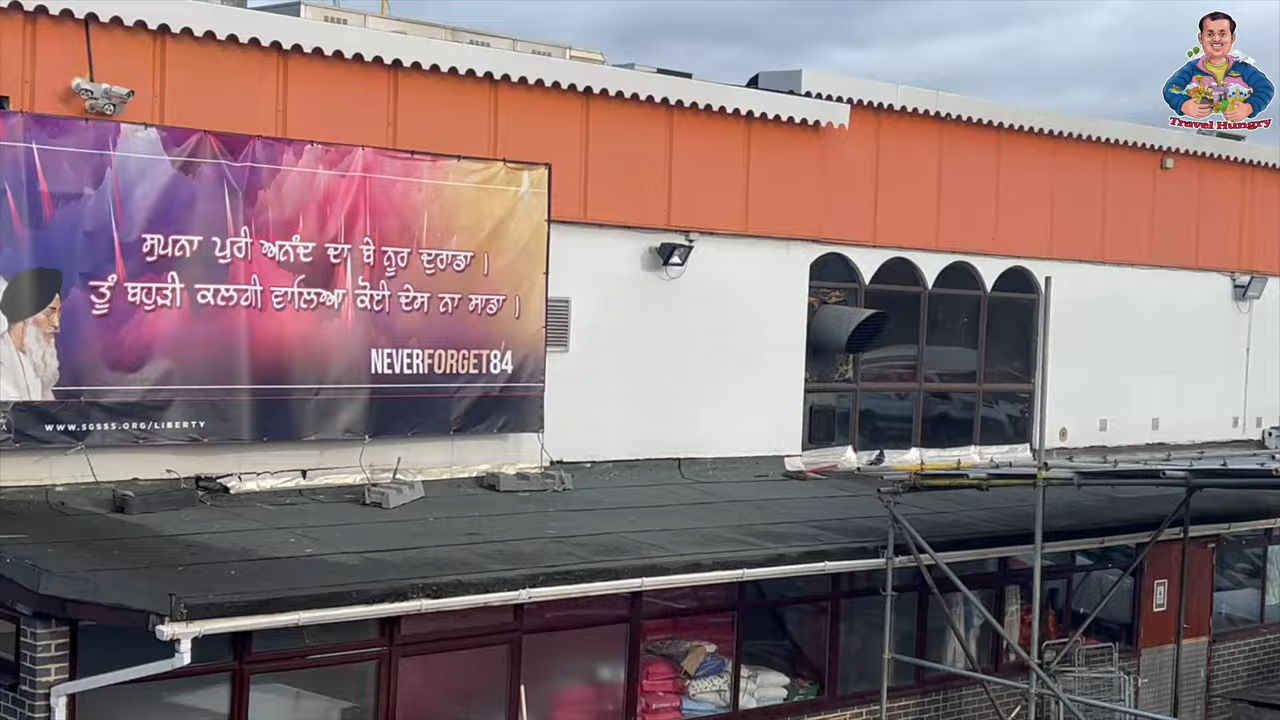 Travel Hungry
ਸੁਪਨਾ ਪੁਰੀ ਅਨੰਦ ਦਾ ਬੇ ਨੂਰ ਦੁਰਾਡਾ ।
ਤੂੰ ਬਹੁੜੀ ਕਲਗੀ ਵਾਲਿਆ ਕੋਈ ਦੇਸ ਨਾ ਸਾਡਾ ।
NEVERFORGET84
WWW.SGSSS.ORG/LIBERTY